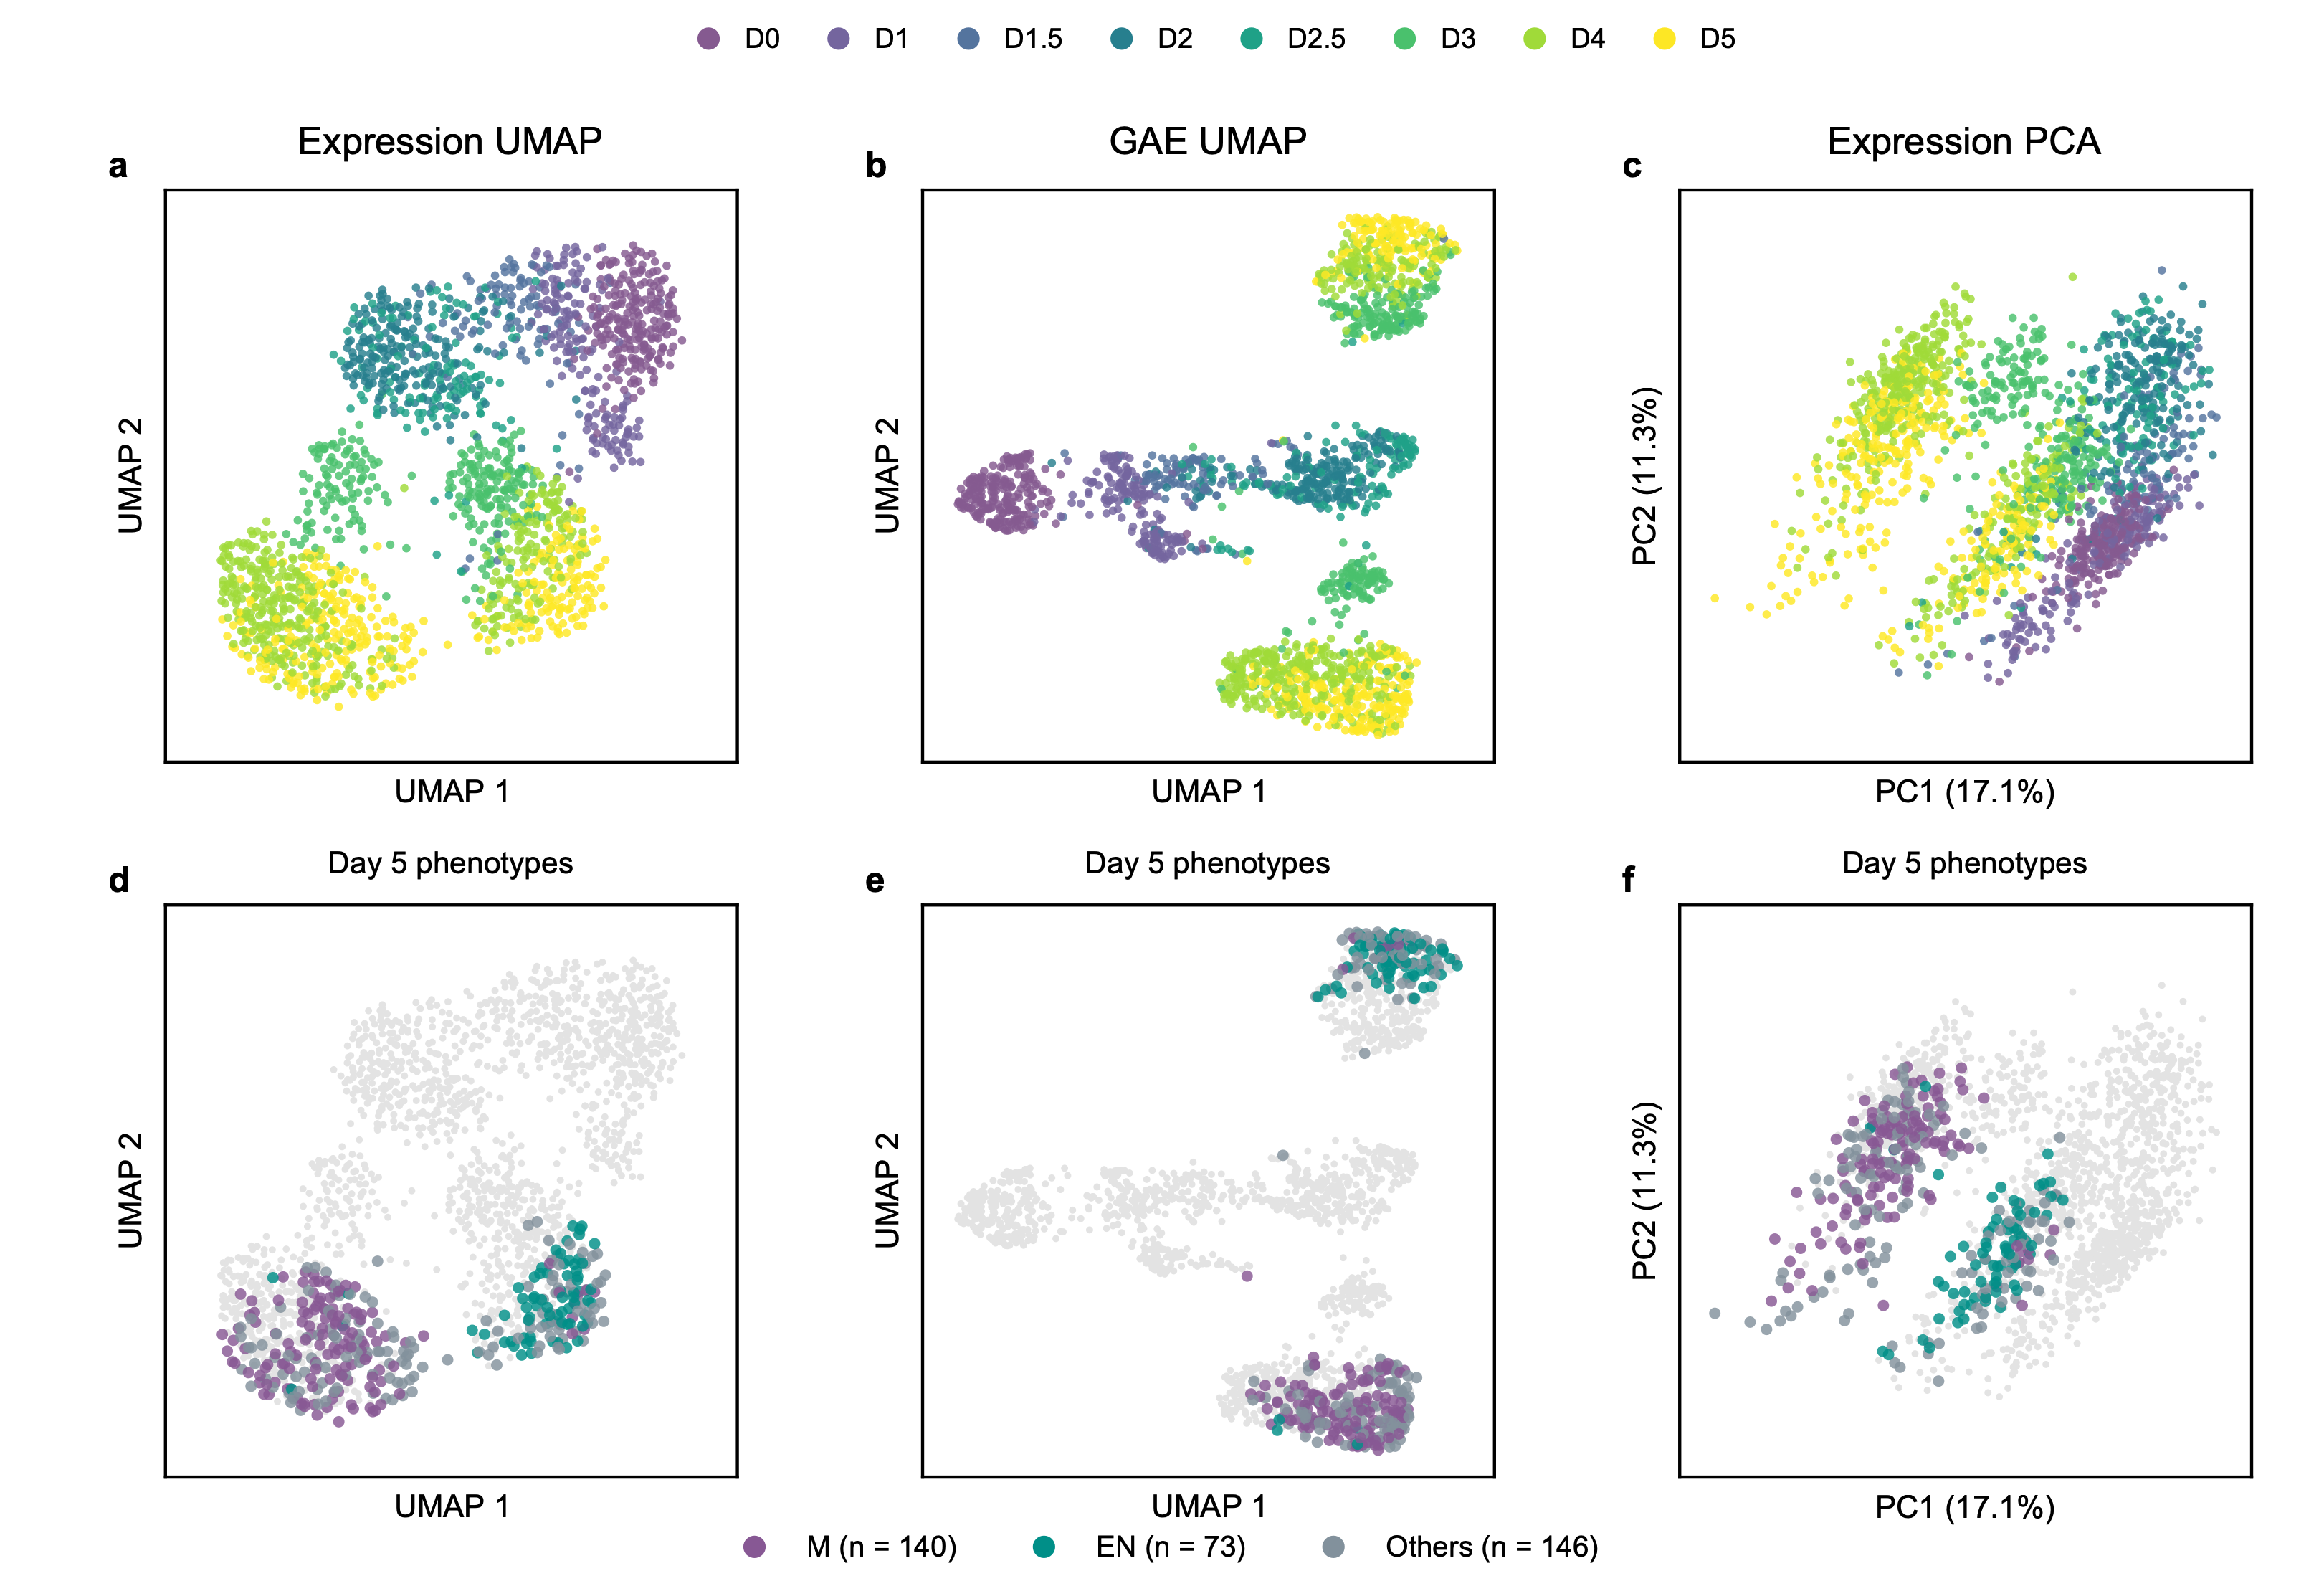 D0 D1 D1.5 D2 D2.5 D3 D4 D5
Expression UMAP
GAE UMAP
Expression PCA
a
b
c
UMAP 2
UMAP 2
PC2 (11.3%)
UMAP 1
UMAP 1
PC1 (17.1%)
Day 5 phenotypes
Day 5 phenotypes
Day 5 phenotypes
d
e
f
UMAP 2
UMAP 2
PC2 (11.3%)
UMAP 1
UMAP 1
PC1 (17.1%)
M (n = 140) EN (n = 73) Others (n = 146)